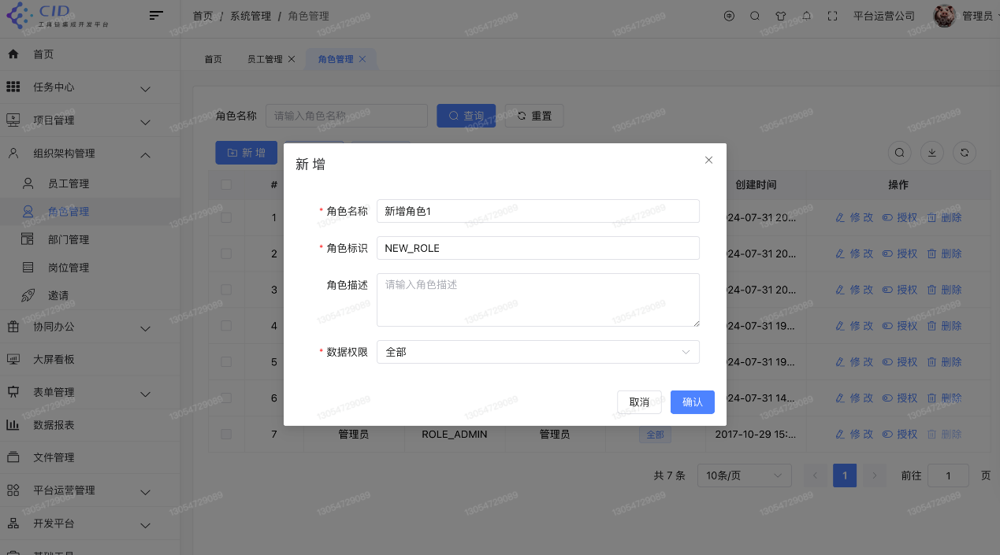 CID
工具链集成开发平台
首页 / 系统管理 / 角色管理
平台运营公司
管理员
首页
任务中心
项目管理
组织架构管理
员工管理
角色管理
部门管理
岗位管理
邀请
协同办公
大屏看板
表单管理
数据报表
文件管理
平台运营管理
开发平台
首页 员工管理 角色管理
角色名称 请输入角色名称 查询 重置
新 增
# 创建时间 操作
1 24-07-31 20... 修 改 授权 删除
2 24-07-31 20... 修 改 授权 删除
3 24-07-31 20... 修 改 授权 删除
4 24-07-31 19... 修 改 授权 删除
5 24-07-31 19... 修 改 授权 删除
6 24-07-31 14... 修 改 授权 删除
7 管理员 ROLE_ADMIN 管理员 全部 2017-10-29 15:... 修 改 授权 删除
共 7 条 10条/页 1 前往 1 页
新 增
* 角色名称 新增角色1
* 角色标识 NEW_ROLE
角色描述 请输入角色描述
* 数据权限 全部
取消 确认
13054729089